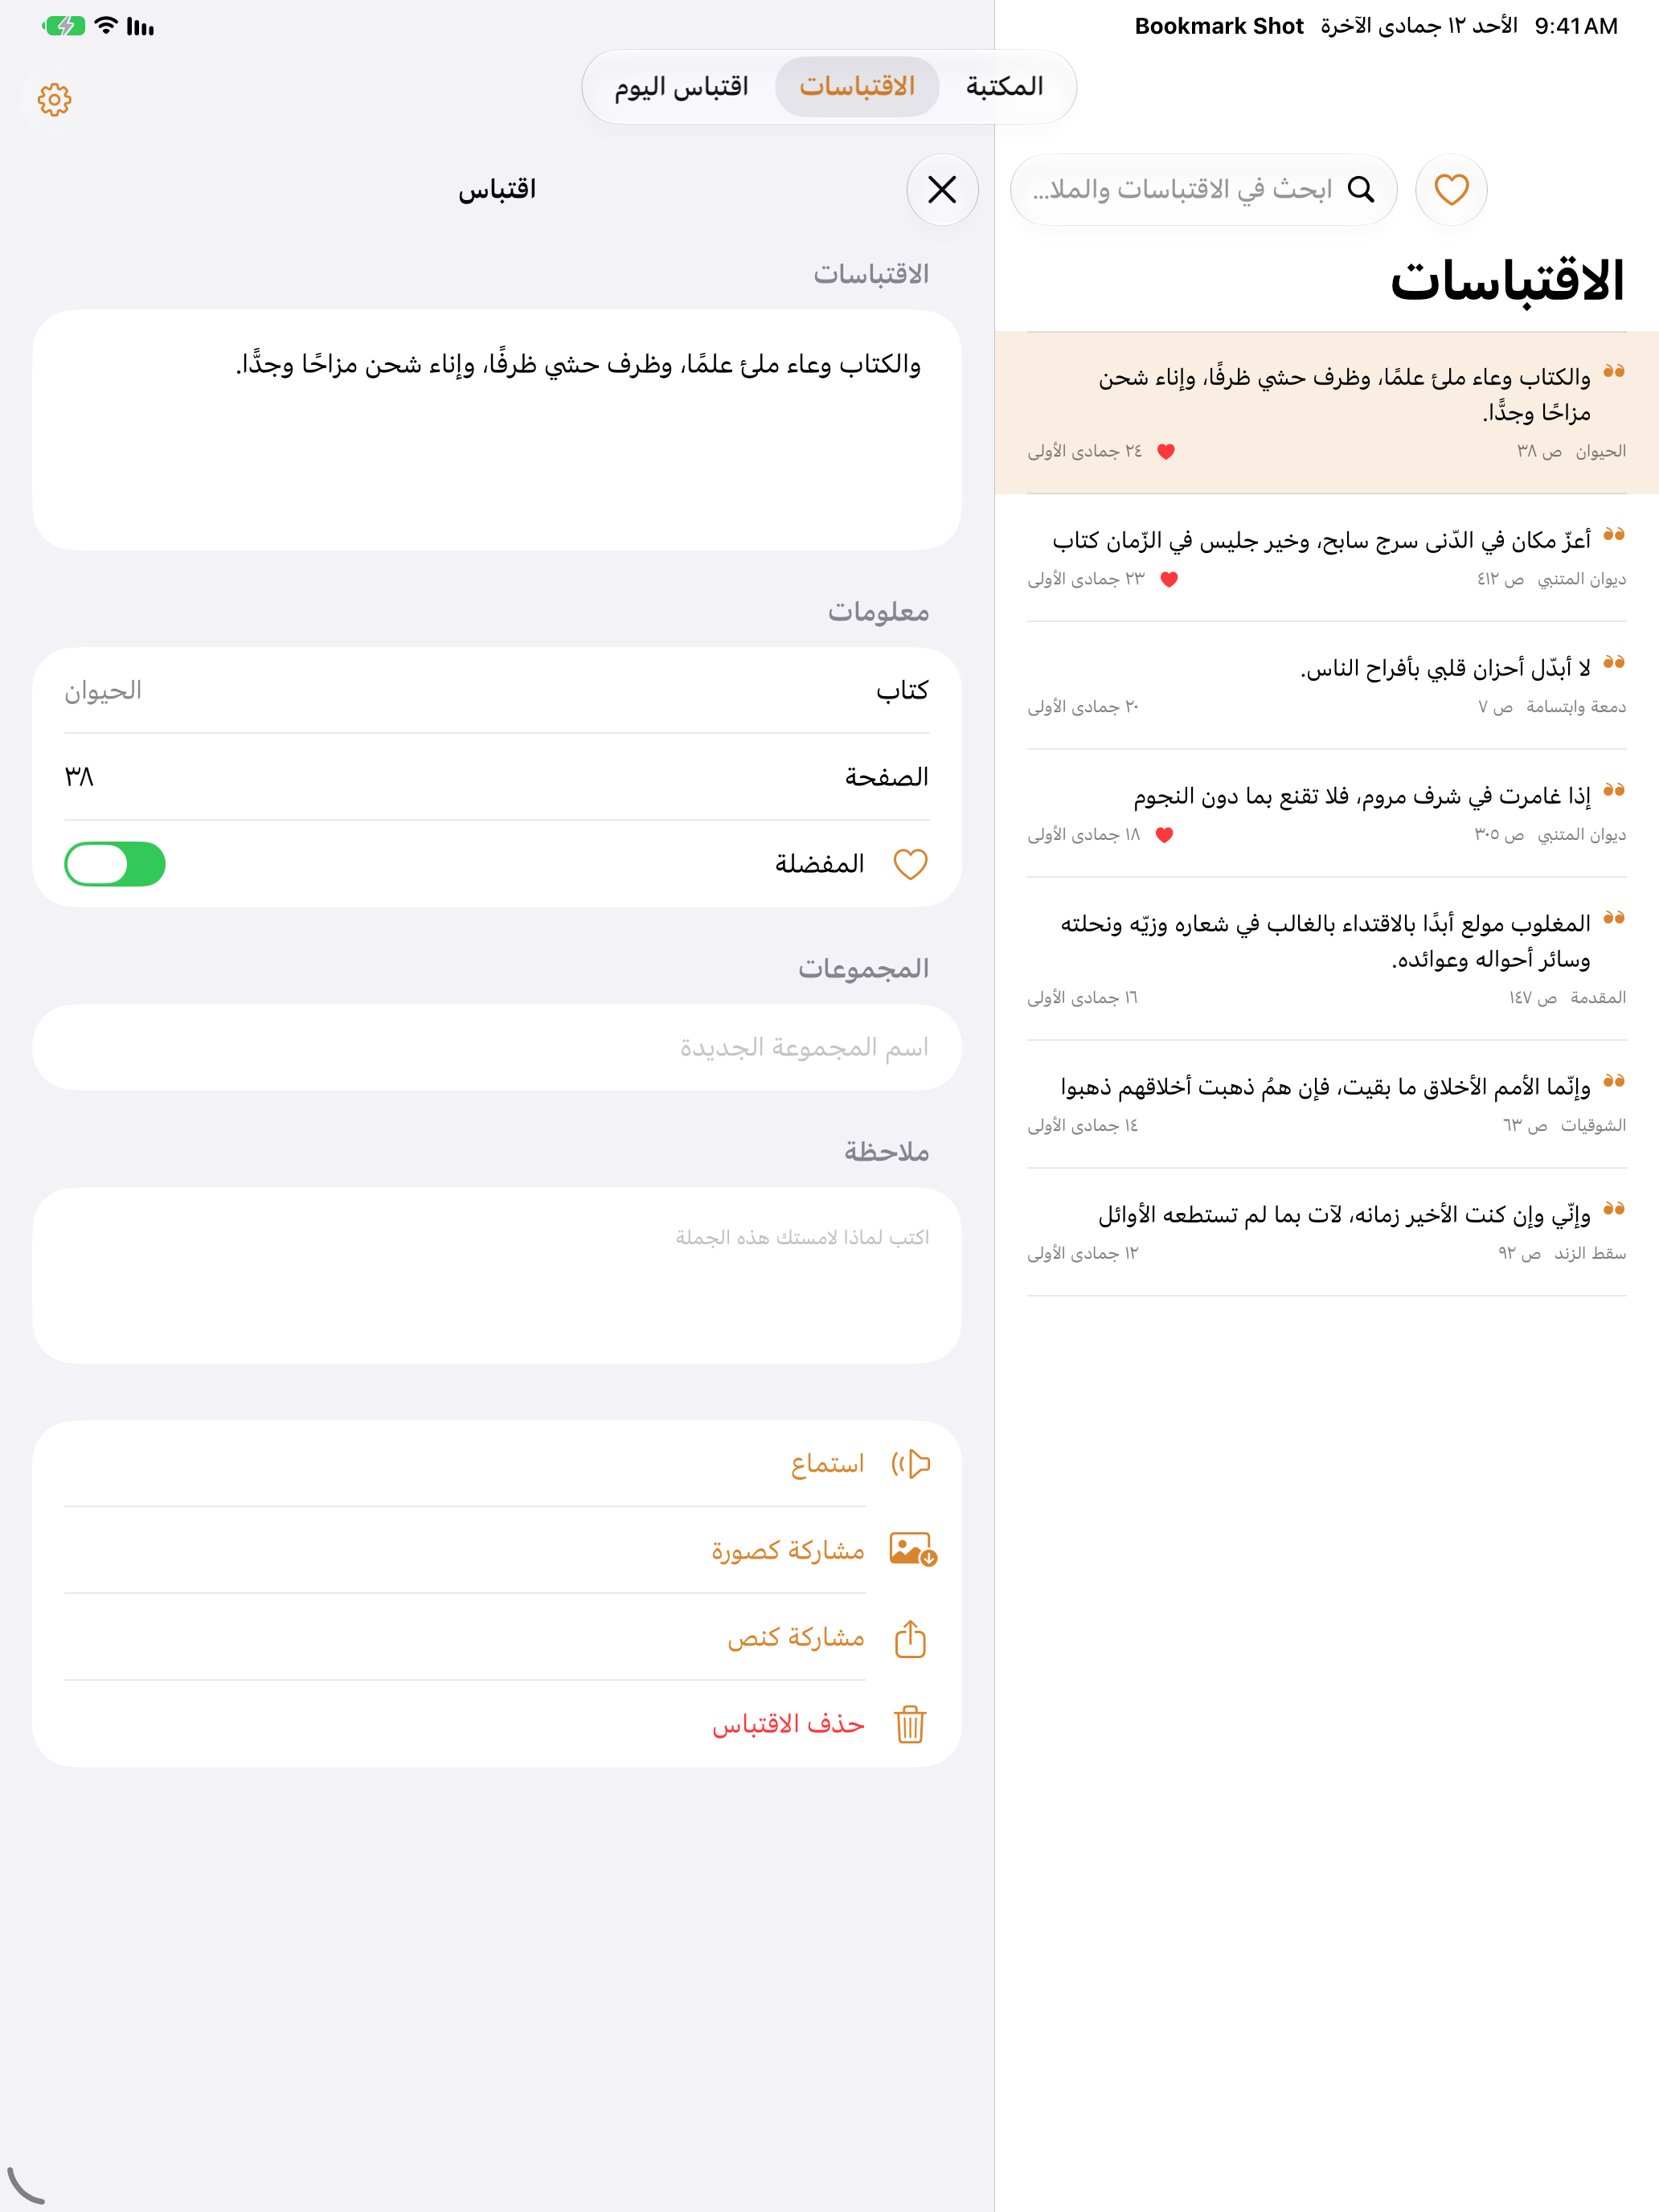 9:41 AM الأحد ١٢ جمادى الآخرة Bookmark Shot
المكتبة
الاقتباسات
اقتباس اليوم
ابحث في الاقتباسات والملا...
الاقتباسات
والكتاب وعاء ملئ علمًا، وظرف حشي ظرفًا، وإناء شحن
مزاحًا وجدًّا.
الحيوان ص ٣٨ ٢٤ جمادى الأولى
أعزّ مكان في الدّنى سرج سابح، وخير جليس في الزّمان كتاب
ديوان المتنبي ص ٤١٢ ٢٣ جمادى الأولى
لا أبدّل أحزان قلبي بأفراح الناس.
دمعة وابتسامة ص ٧ ٢٠ جمادى الأولى
إذا غامرت في شرف مروم، فلا تقنع بما دون النجوم
ديوان المتنبي ص ٣٠٥ ١٨ جمادى الأولى
المغلوب مولع أبدًا بالاقتداء بالغالب في شعاره وزيّه ونحلته
وسائر أحواله وعوائده.
المقدمة ص ١٤٧ ١٦ جمادى الأولى
وإنّما الأمم الأخلاق ما بقيت، فإن همُ ذهبت أخلاقهم ذهبوا
الشوقيات ص ٦٣ ١٤ جمادى الأولى
وإنّي وإن كنت الأخير زمانه، لآت بما لم تستطعه الأوائل
سقط الزند ص ٩٢ ١٢ جمادى الأولى
اقتباس
الاقتباسات
والكتاب وعاء ملئ علمًا، وظرف حشي ظرفًا، وإناء شحن مزاحًا وجدًّا.
معلومات
كتاب الحيوان
الصفحة ٣٨
المفضلة
المجموعات
اسم المجموعة الجديدة
ملاحظة
اكتب لماذا لامستك هذه الجملة
استماع
مشاركة كصورة
مشاركة كنص
حذف الاقتباس